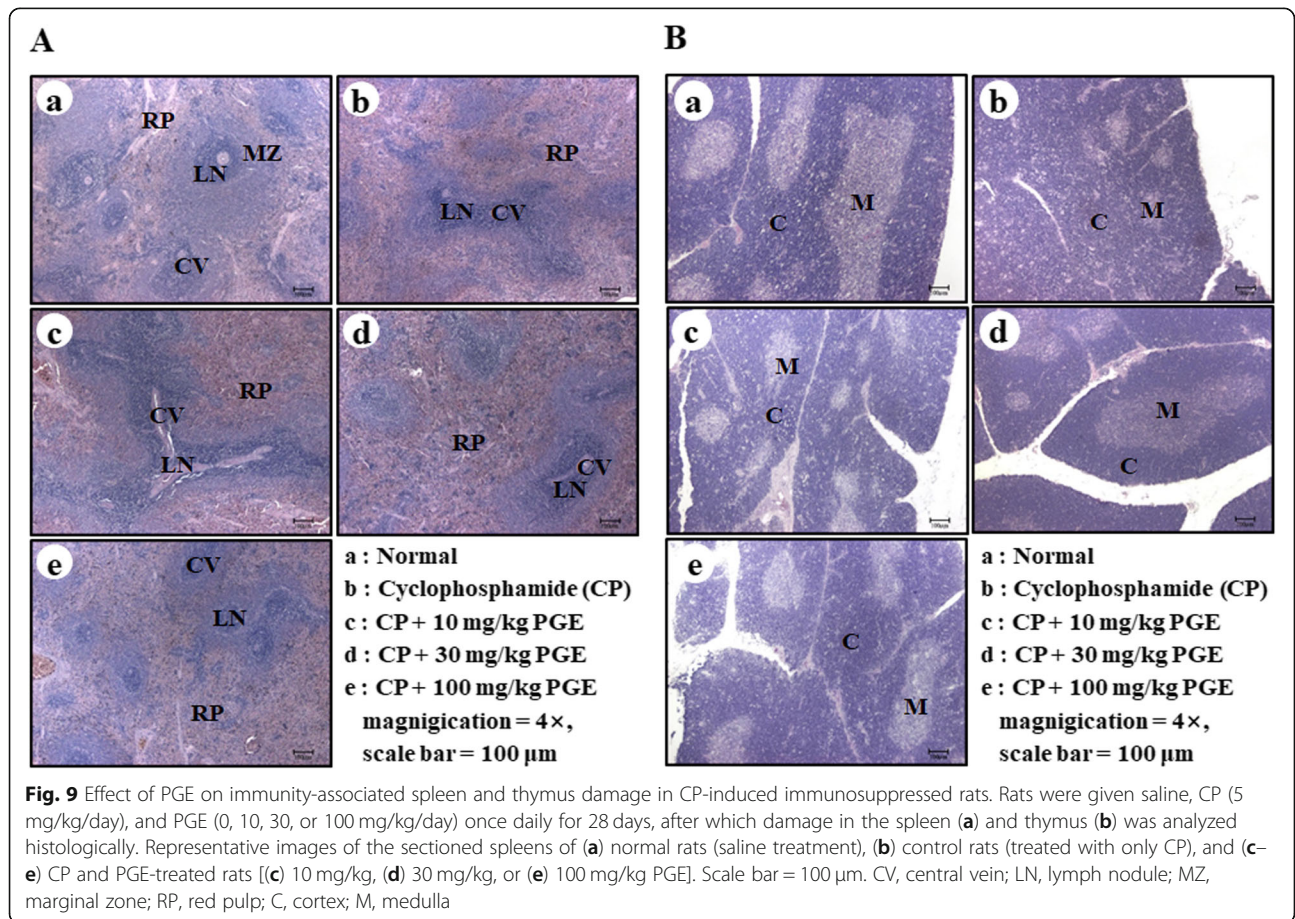 A
B
a
RP
MZ
LN
CV
b
RP
LN
CV
a
C
M
b
C
M
c
RP
CV
LN
d
RP
CV
LN
c
M
C
d
M
C
e
CV
LN
RP
a : Normal
b : Cyclophosphamide (CP)
c : CP + 10 mg/kg PGE
d : CP + 30 mg/kg PGE
e : CP + 100 mg/kg PGE
magnigication = 4×,
scale bar = 100 μm
e
C
M
a : Normal
b : Cyclophosphamide (CP)
c : CP + 10 mg/kg PGE
d : CP + 30 mg/kg PGE
e : CP + 100 mg/kg PGE
magnigication = 4×,
scale bar = 100 μm
Fig. 9 Effect of PGE on immunity-associated spleen and thymus damage in CP-induced immunosuppressed rats. Rats were given saline, CP (5
mg/kg/day), and PGE (0, 10, 30, or 100 mg/kg/day) once daily for 28 days, after which damage in the spleen (a) and thymus (b) was analyzed
histologically. Representative images of the sectioned spleens of (a) normal rats (saline treatment), (b) control rats (treated with only CP), and (c–
e) CP and PGE-treated rats [(c) 10 mg/kg, (d) 30 mg/kg, or (e) 100 mg/kg PGE]. Scale bar = 100 μm. CV, central vein; LN, lymph nodule; MZ,
marginal zone; RP, red pulp; C, cortex; M, medulla